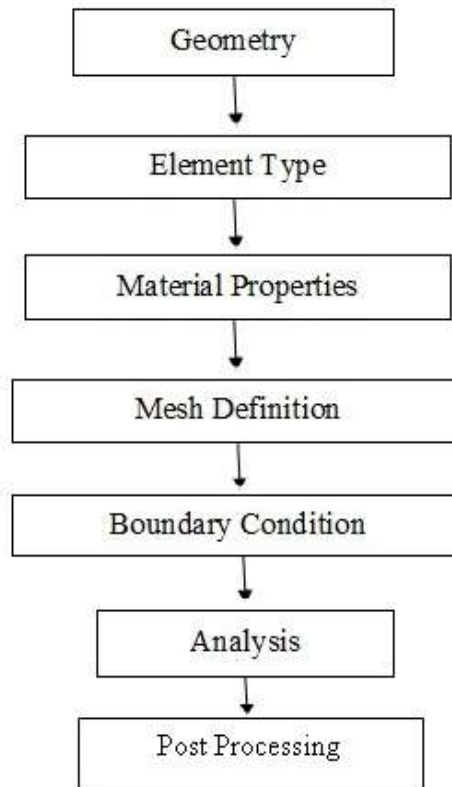 Geometry
Element Type
Material Properties
Mesh Definition
Boundary Condition
Analysis
Post Processing